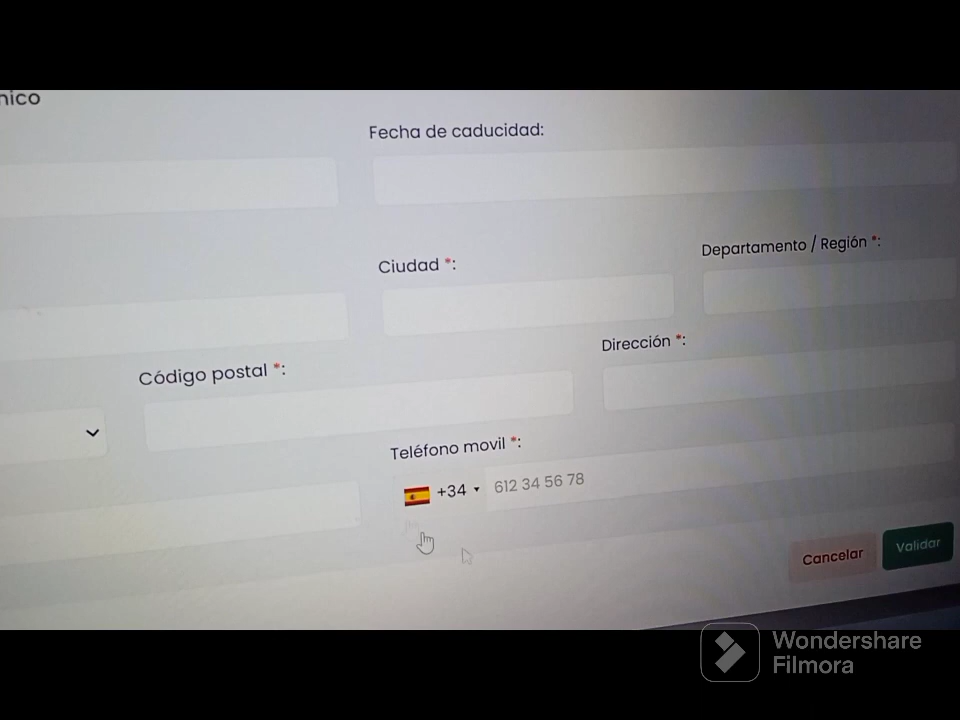 nico
Fecha de caducidad:
Ciudad *:
Departamento / Región *:
Código postal *:
Dirección *:
Teléfono movil *:
+34
612 34 56 78
Cancelar
Validar
Wondershare
Filmora